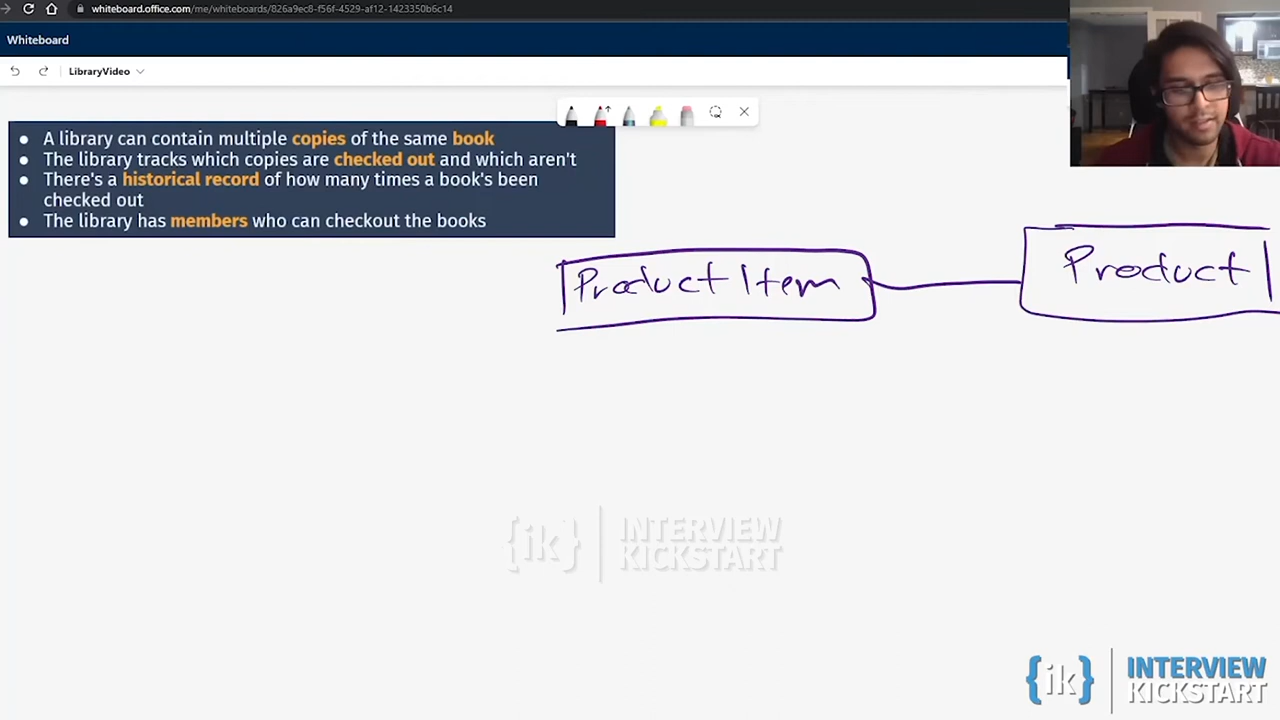 whiteboard.office.com/me/whiteboards/826a9ec8-f56f-4529-af12-1423350b6c14
Whiteboard
LibraryVideo
● A library can contain multiple copies of the same book
● The library tracks which copies are checked out and which aren't
● There's a historical record of how many times a book's been
checked out
● The library has members who can checkout the books
Product Item
Product
{ik} INTERVIEW
KICKSTART
{ik} INTERVIEW
KICKSTART